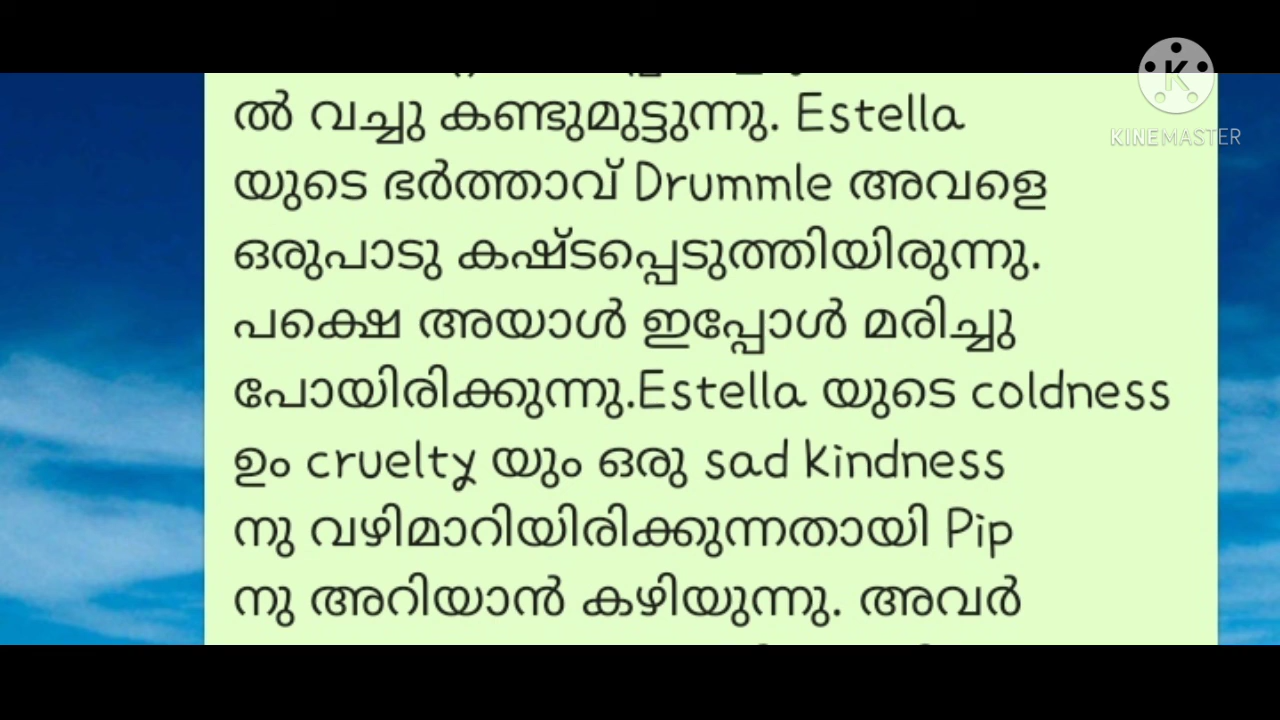 ൽ വച്ചു കണ്ടുമുട്ടുന്നു. Estella
യുടെ ഭർത്താവ് Drummle അവളെ
ഒരുപാടു കഷ്ടപ്പെടുത്തിയിരുന്നു.
പക്ഷെ അയാൾ ഇപ്പോൾ മരിച്ചു
പോയിരിക്കുന്നു.Estella യുടെ coldness
ഉം cruelty യും ഒരു sad kindness
നു വഴിമാറിയിരിക്കുന്നതായി Pip
നു അറിയാൻ കഴിയുന്നു. അവർ
K
KINEMASTER